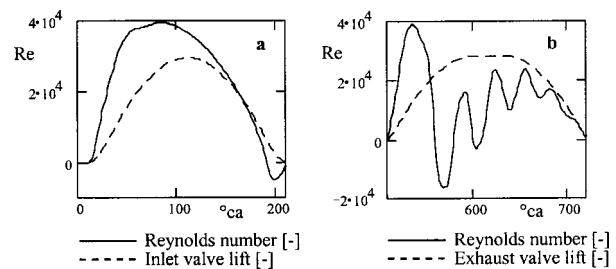 4•10⁴
a
Re
2•10⁴
0
0
100
200
°ca
Reynolds number [-]
Inlet valve lift [-]
4•10⁴
b
Re
2•10⁴
0
−2•10⁴
600
700
°ca
Reynolds number [-]
Exhaust valve lift [-]